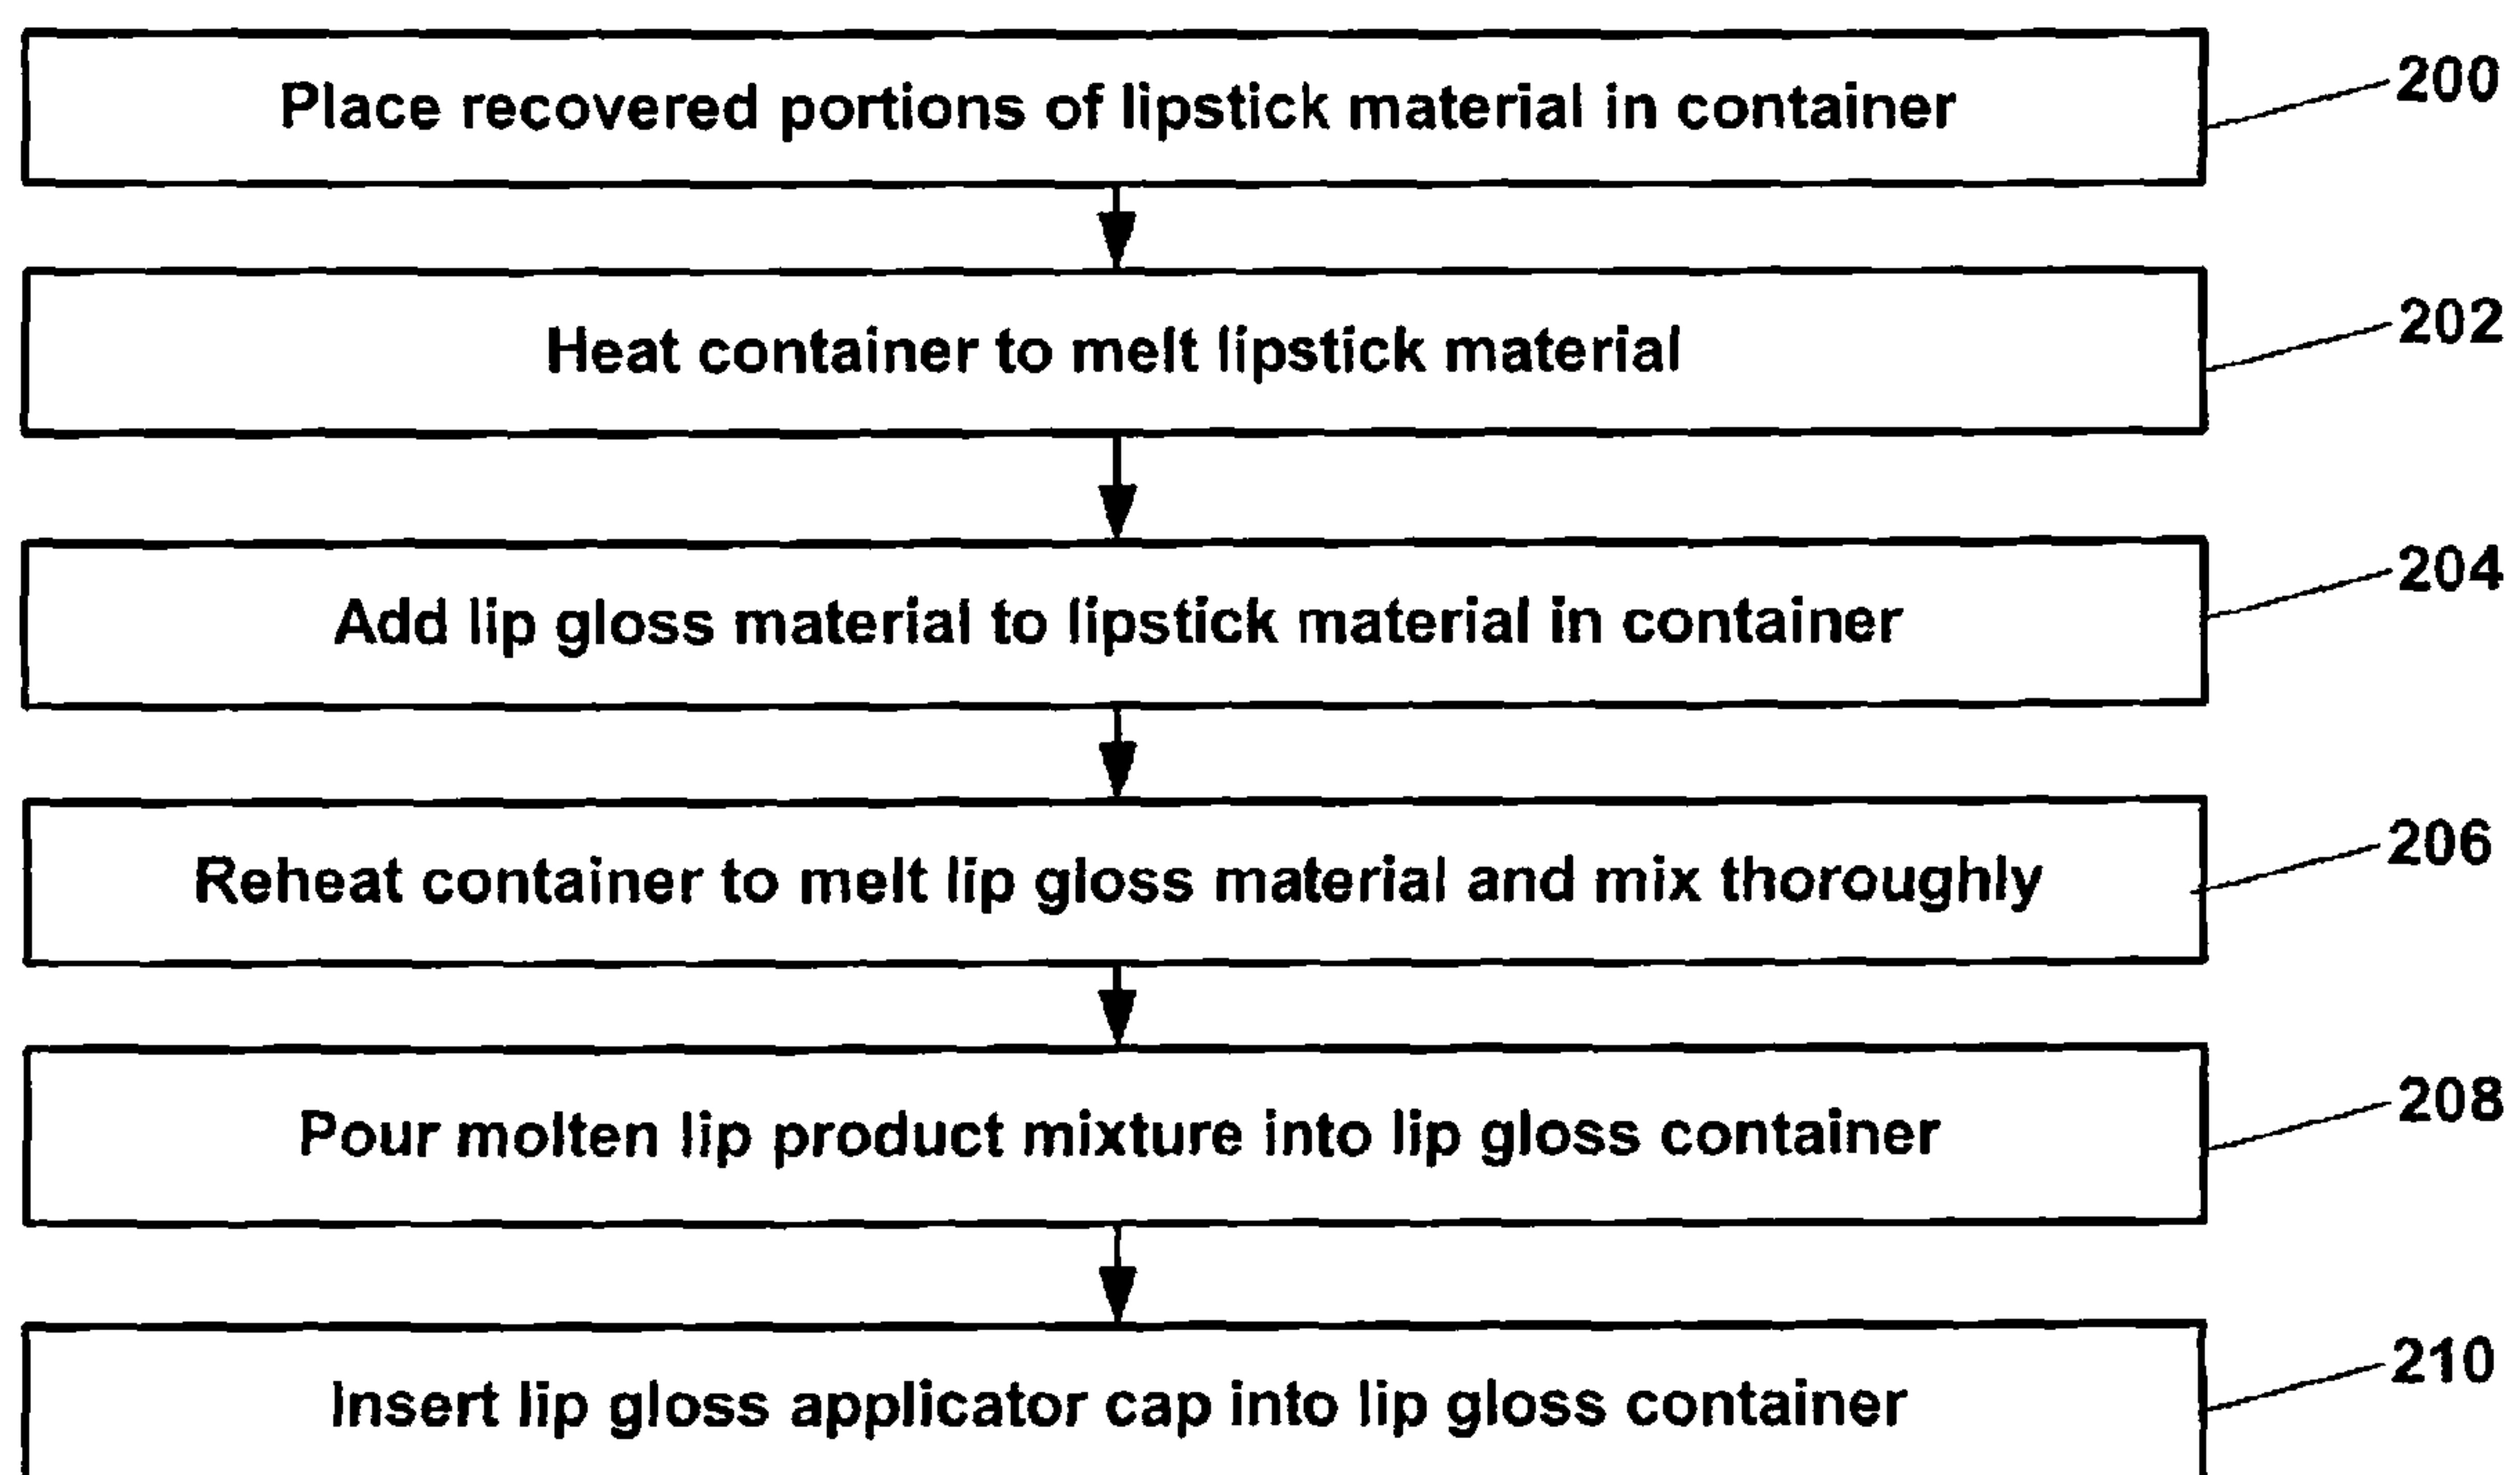 Place recovered portions of lipstick material in container
200
Heat container to melt lipstick material
202
Add lip gloss material to lipstick material in container
204
Reheat container to melt lip gloss material and mix thoroughly
206
Pour molten lip product mixture into lip gloss container
208
Insert lip gloss applicator cap into lip gloss container
210